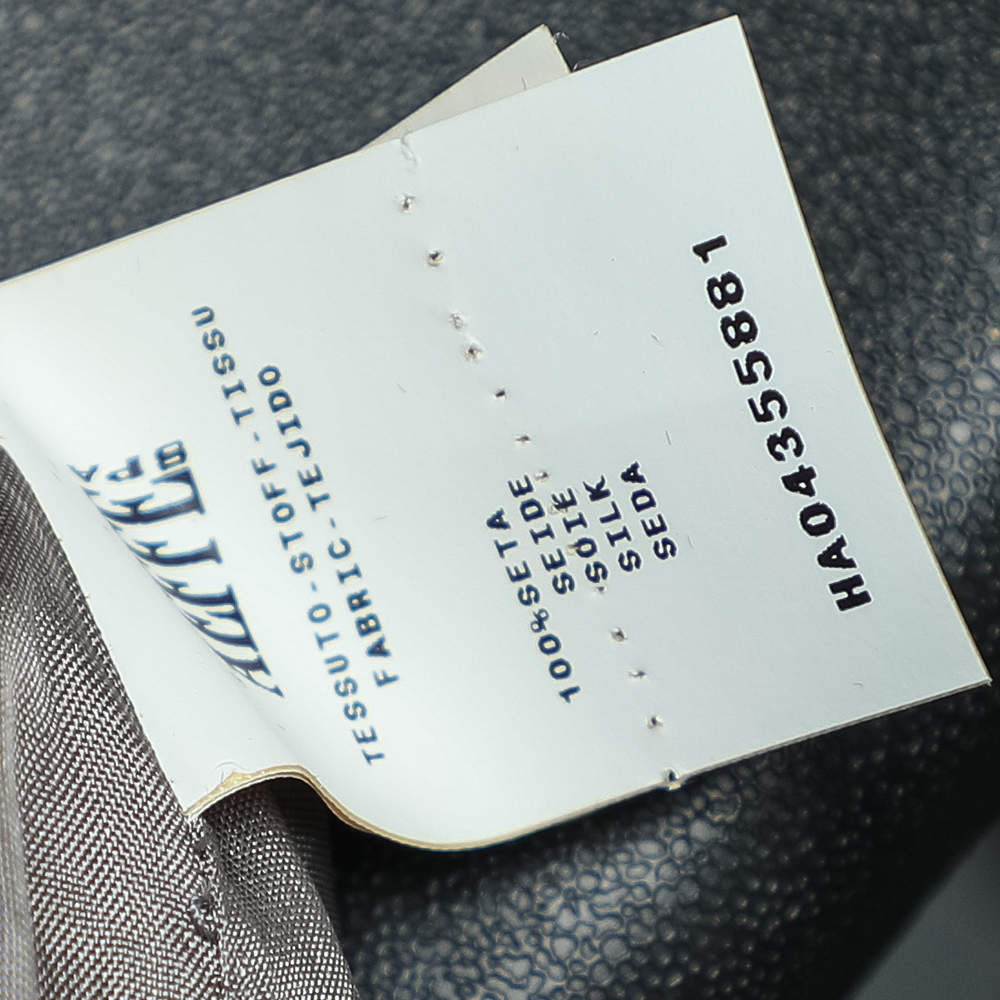 TESSUTO-STOFF-TISSU
FABRIC-TEJIDO
100%SETA
SEIDE
SOIE
SILK
SEDA
HA04355881